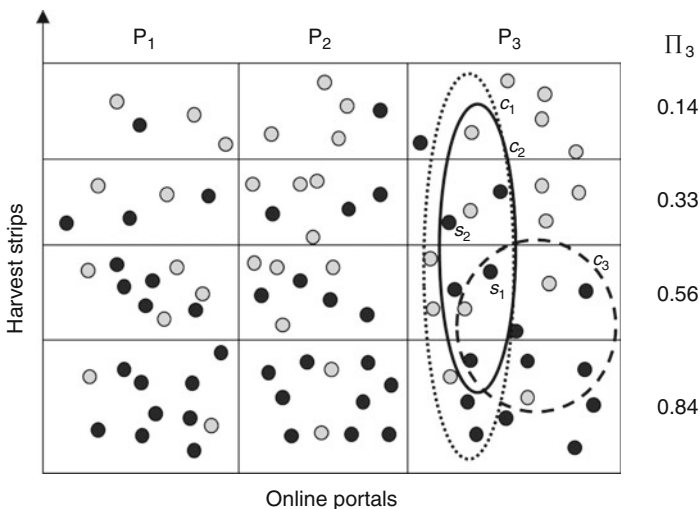 P₁ P₂ P₃ Π₃
c₁ 0.14
c₂
0.33
s₂
c₃
s₁ 0.56
0.84
Harvest strips
Online portals